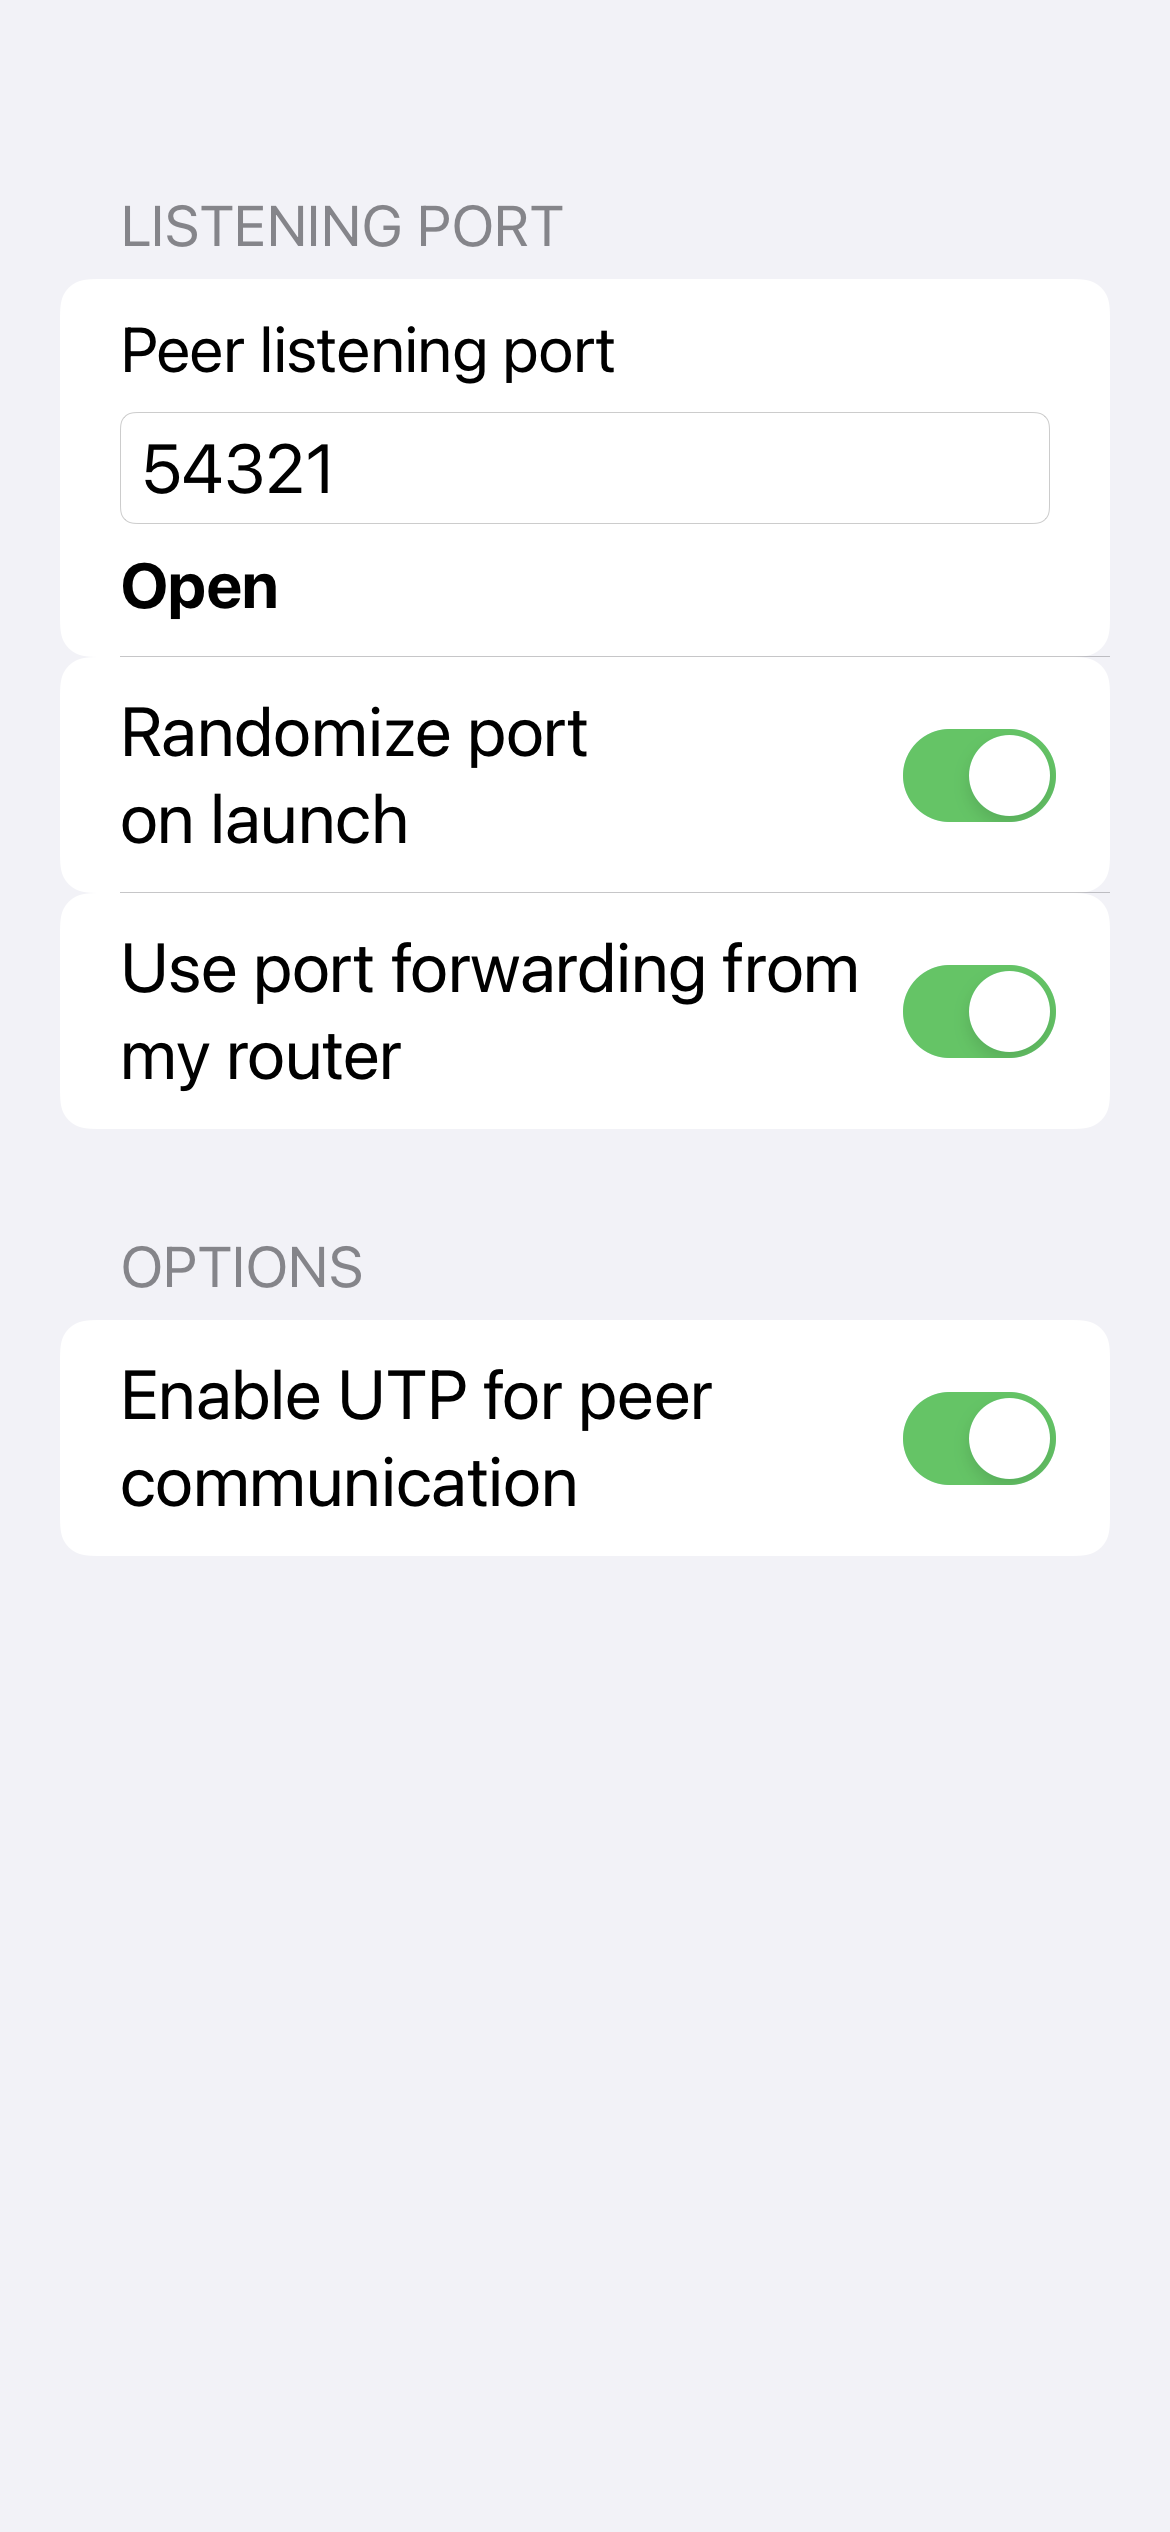 LISTENING PORT
Peer listening port
54321
Open
Randomize port
on launch
Use port forwarding from
my router
OPTIONS
Enable UTP for peer
communication